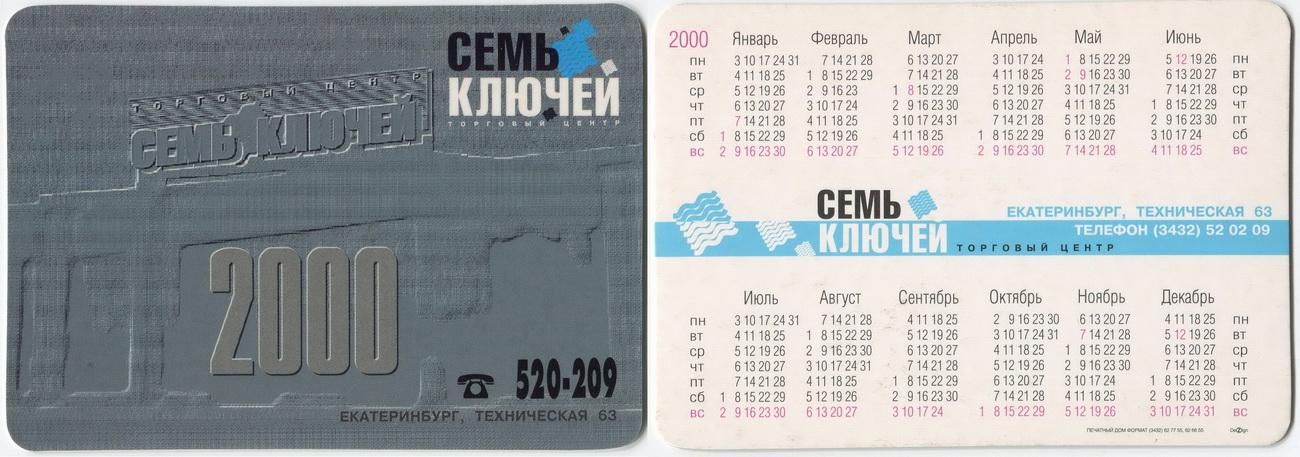 СЕМЬ
КЛЮЧЕЙ
ТОРГОВЫЙ ЦЕНТР
ТОРГОВЫЙ ЦЕНТР
СЕМЬ КЛЮЧЕЙ
2000
520-209
ЕКАТЕРИНБУРГ, ТЕХНИЧЕСКАЯ 63
2000 Январь Февраль Март Апрель Май Июнь
пн 3 10 17 24 31 7 14 21 28 6 13 20 27 3 10 17 24 1 8 15 22 29 5 12 19 26 пн
вт 4 11 18 25 1 8 15 22 29 7 14 21 28 4 11 18 25 2 9 16 23 30 6 13 20 27 вт
ср 5 12 19 26 2 9 16 23 1 8 15 22 29 5 12 19 26 3 10 17 24 31 7 14 21 28 ср
чт 6 13 20 27 3 10 17 24 2 9 16 23 30 6 13 20 27 4 11 18 25 1 8 15 22 29 чт
пт 7 14 21 28 4 11 18 25 3 10 17 24 31 7 14 21 28 5 12 19 26 2 9 16 23 30 пт
сб 1 8 15 22 29 5 12 19 26 4 11 18 25 1 8 15 22 29 6 13 20 27 3 10 17 24 сб
вс 2 9 16 23 30 6 13 20 27 5 12 19 26 2 9 16 23 30 7 14 21 28 4 11 18 25 вс
СЕМЬ
КЛЮЧЕЙ
ТОРГОВЫЙ ЦЕНТР
ЕКАТЕРИНБУРГ, ТЕХНИЧЕСКАЯ 63
ТЕЛЕФОН (3432) 52 02 09
Июль Август Сентябрь Октябрь Ноябрь Декабрь
пн 3 10 17 24 31 7 14 21 28 4 11 18 25 2 9 16 23 30 6 13 20 27 4 11 18 25 пн
вт 4 11 18 25 1 8 15 22 29 5 12 19 26 3 10 17 24 31 7 14 21 28 5 12 19 26 вт
ср 5 12 19 26 2 9 16 23 30 6 13 20 27 4 11 18 25 1 8 15 22 29 6 13 20 27 ср
чт 6 13 20 27 3 10 17 24 31 7 14 21 28 5 12 19 26 2 9 16 23 30 7 14 21 28 чт
пт 7 14 21 28 4 11 18 25 1 8 15 22 29 6 13 20 27 3 10 17 24 1 8 15 22 29 пт
сб 1 8 15 22 29 5 12 19 26 2 9 16 23 30 7 14 21 28 4 11 18 25 2 9 16 23 30 сб
вс 2 9 16 23 30 6 13 20 27 3 10 17 24 1 8 15 22 29 5 12 19 26 3 10 17 24 31 вс
ПЕЧАТНЫЙ ДОМ ФОРМАТ (3432) 62 77 55, 62 66 55
DeZign